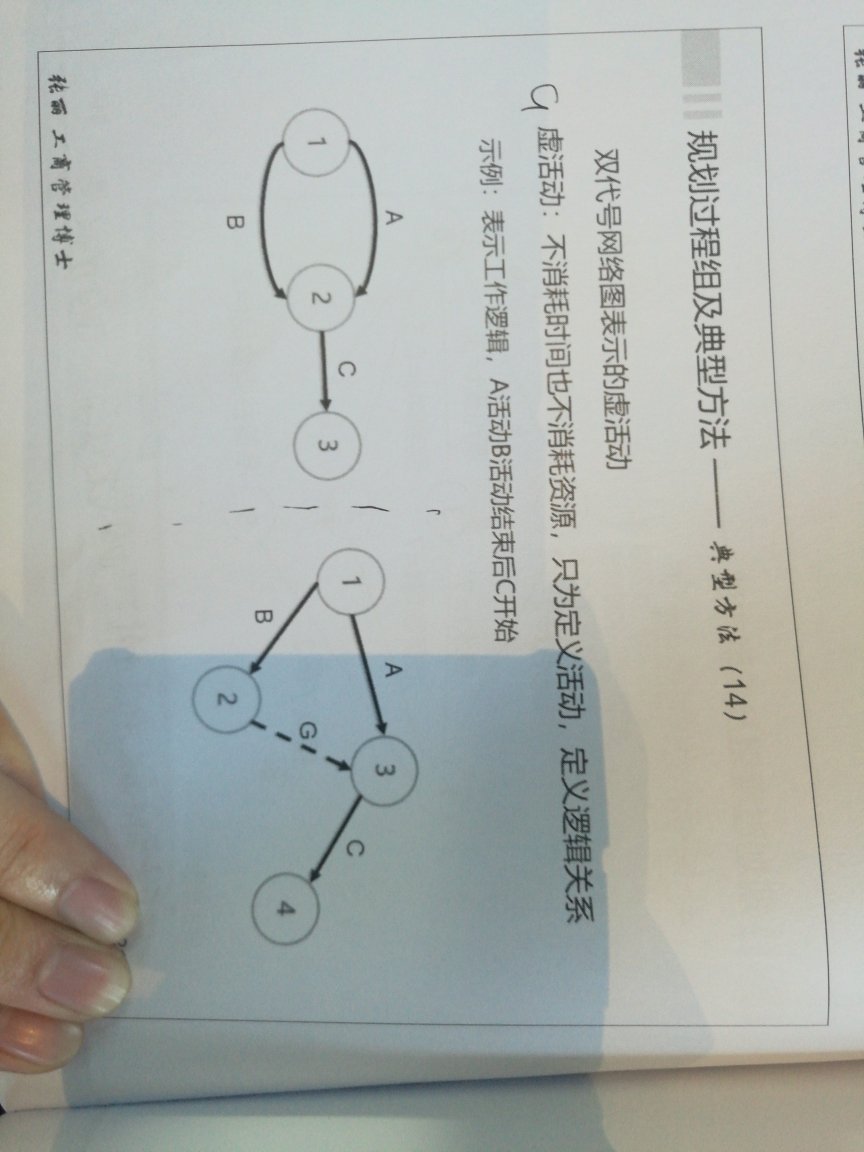 规划过程组及典型方法——典型方法（14）
双代号网络图表示的虚活动
G 虚活动：不消耗时间也不消耗资源，只为定义活动，定义逻辑关系
示例：表示工作逻辑，A活动B活动结束后C开始
A
1
2
C
3
B
1
A
3
B
G
C
2
4
张丽 工商管理博士